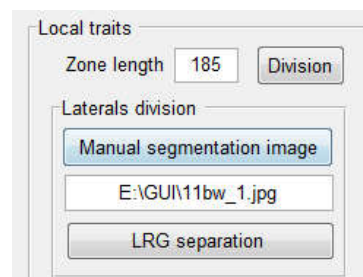 Local traits
Zone length 185 Division
Laterals division
Manual segmentation image
E:\GUI\11bw_1.jpg
LRG separation